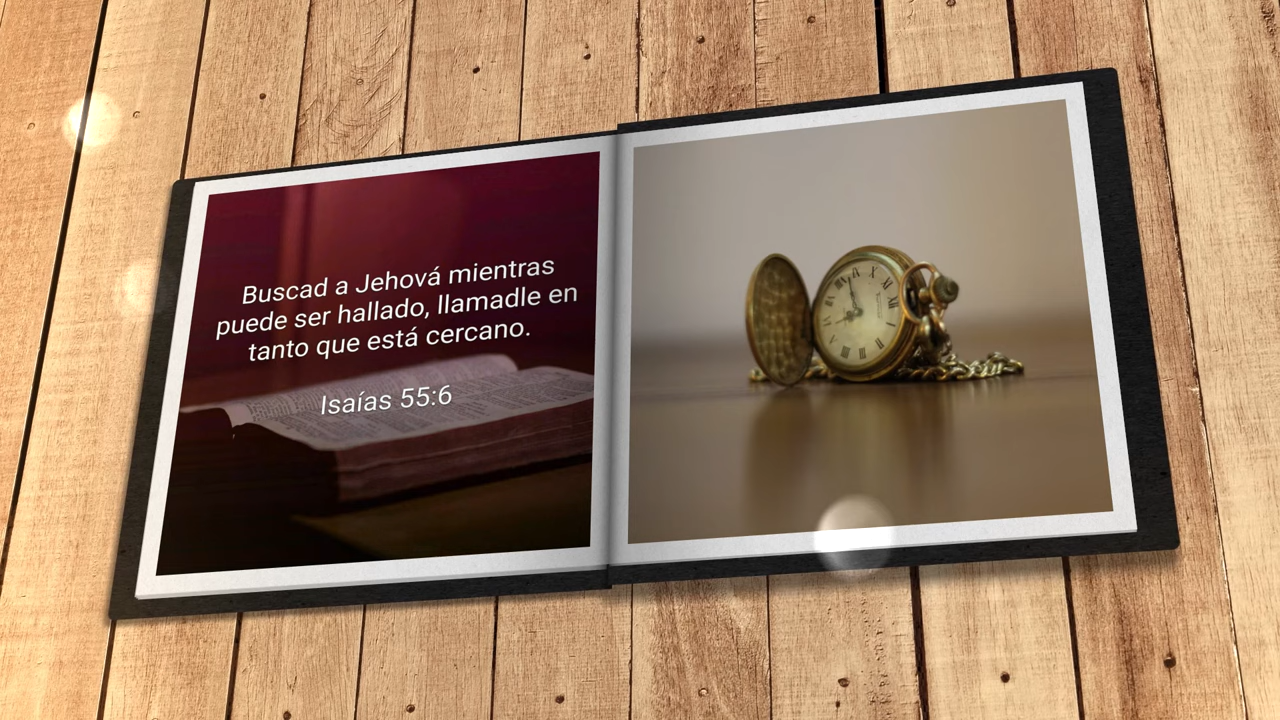 Buscad a Jehová mientras
puede ser hallado, llamadle en
tanto que está cercano.
Isaías 55:6